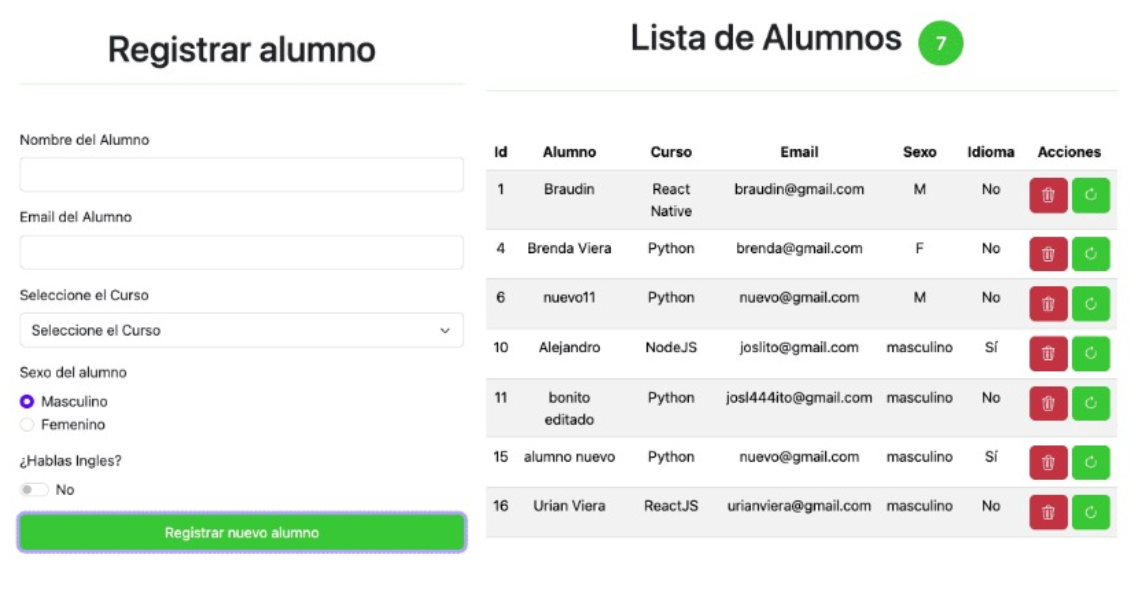 Registrar alumno
Nombre del Alumno
Email del Alumno
Seleccione el Curso
Seleccione el Curso
Sexo del alumno
Masculino
Femenino
¿Hablas Ingles?
No
Registrar nuevo alumno
Lista de Alumnos 7
Id Alumno Curso Email Sexo Idioma Acciones
1 Braudin React braudin@gmail.com M No
Native
4 Brenda Viera Python brenda@gmail.com F No
6 nuevo11 Python nuevo@gmail.com M No
10 Alejandro NodeJS joslito@gmail.com masculino Sí
11 bonito Python josl444ito@gmail.com masculino No
editado
15 alumno nuevo Python nuevo@gmail.com masculino Sí
16 Urian Viera ReactJS urianviera@gmail.com masculino No